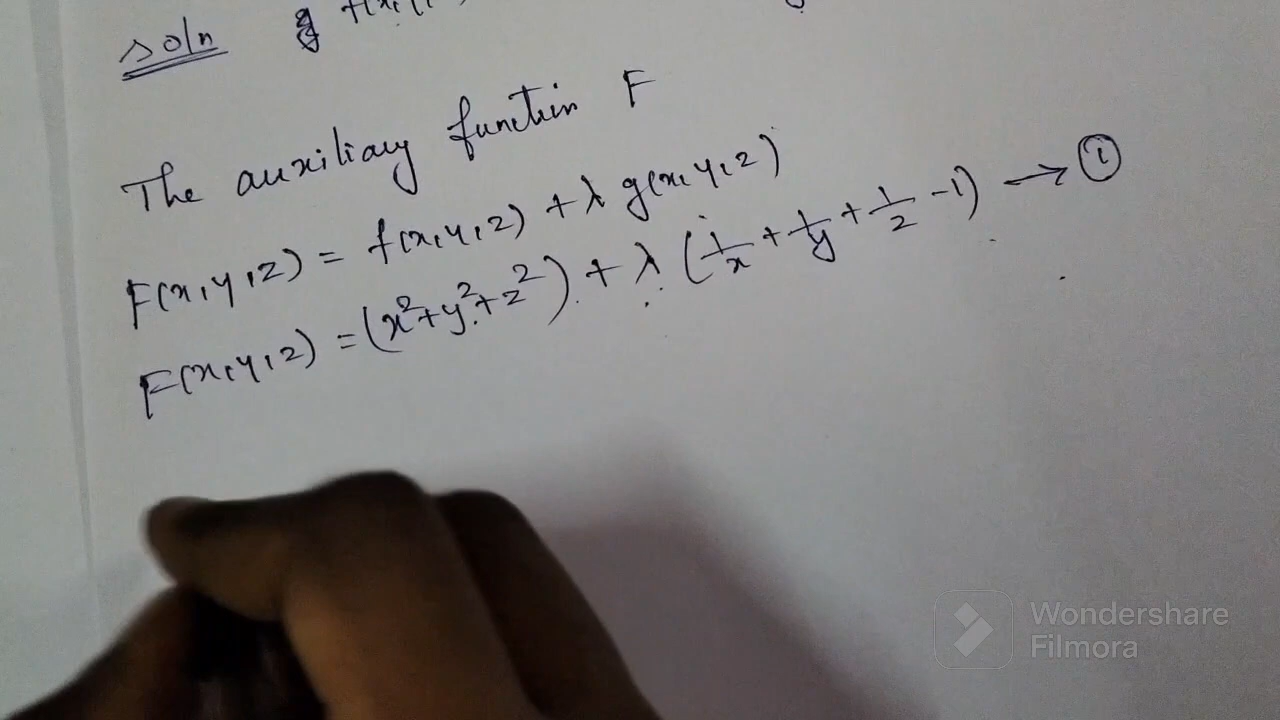 soln
The auxiliary function F
F(x,y,z) = f(x,y,z) + λ g(x,y,z)
F(x,y,z) = (x²+y²+z²) + λ (1/x + 1/y + 1/z - 1) → ①
Wondershare
Filmora